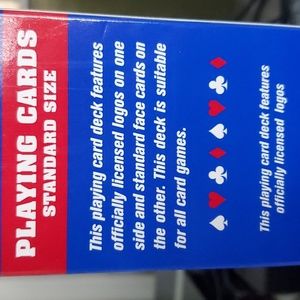 PLAYING CARDS
STANDARD SIZE
This playing card deck features
officially licensed logos on one
side and standard face cards on
the other. This deck is suitable
for all card games.
This playing card deck features
officially licensed logos